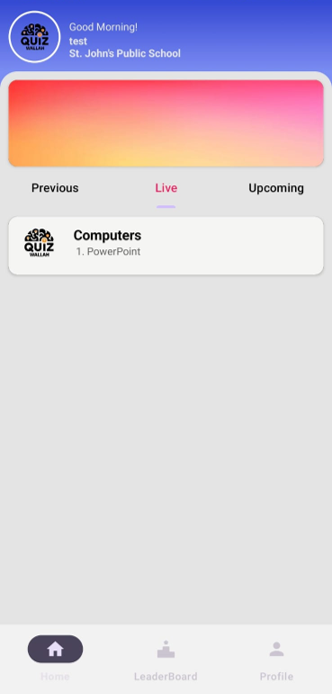 QUIZ
WALLAH
Good Morning!
test
St. John's Public School
Previous
Live
Upcoming
QUIZ
WALLAH
Computers
1. PowerPoint
Home
LeaderBoard
Profile